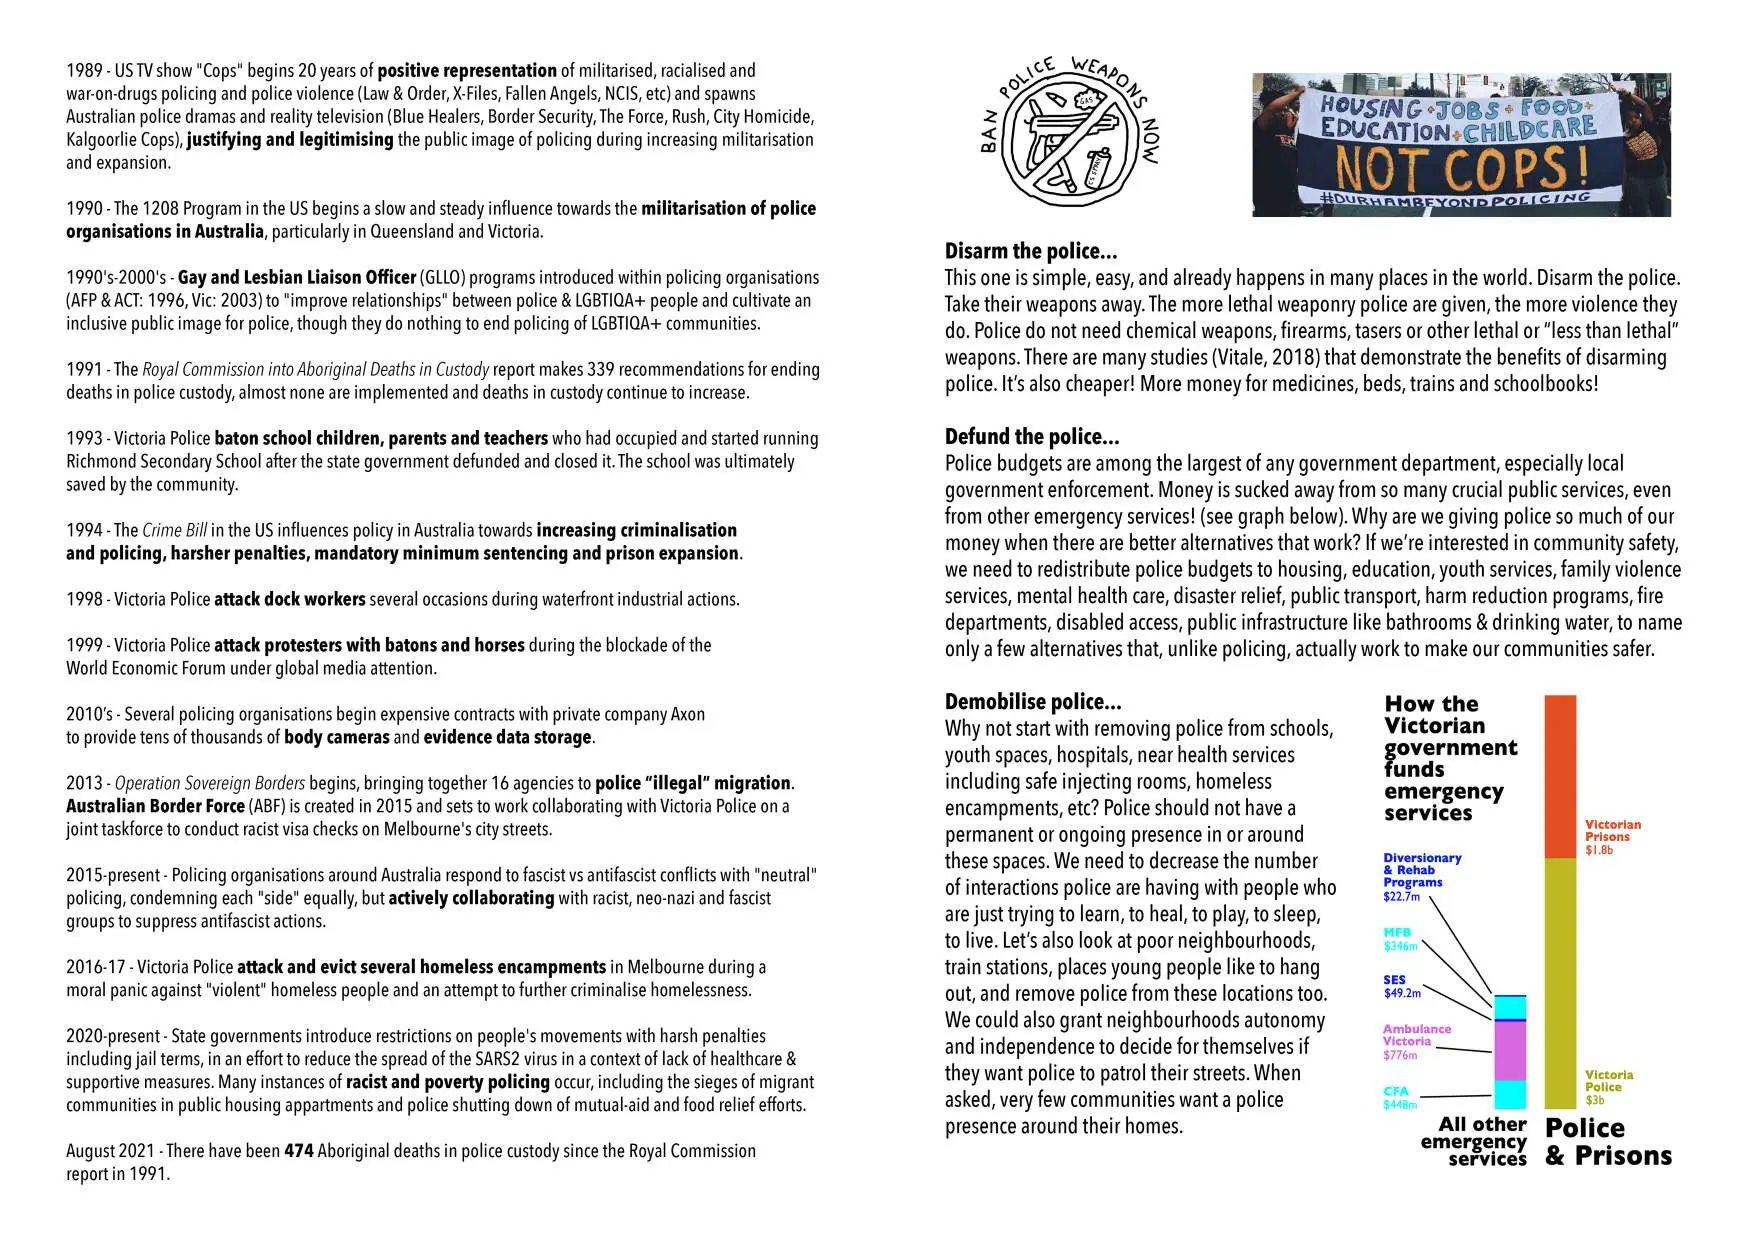 1989 - US TV show "Cops" begins 20 years of positive representation of militarised, racialised and
war-on-drugs policing and police violence (Law & Order, X-Files, Fallen Angels, NCIS, etc) and spawns
Australian police dramas and reality television (Blue Healers, Border Security, The Force, Rush, City Homicide,
Kalgoorlie Cops), justifying and legitimising the public image of policing during increasing militarisation
and expansion.
1990 - The 1208 Program in the US begins a slow and steady influence towards the militarisation of police
organisations in Australia, particularly in Queensland and Victoria.
1990's-2000's - Gay and Lesbian Liaison Officer (GLLO) programs introduced within policing organisations
(AFP & ACT: 1996, Vic: 2003) to "improve relationships" between police & LGBTIQA+ people and cultivate an
inclusive public image for police, though they do nothing to end policing of LGBTIQA+ communities.
1991 - The Royal Commission into Aboriginal Deaths in Custody report makes 339 recommendations for ending
deaths in police custody, almost none are implemented and deaths in custody continue to increase.
1993 - Victoria Police baton school children, parents and teachers who had occupied and started running
Richmond Secondary School after the state government defunded and closed it. The school was ultimately
saved by the community.
1994 - The Crime Bill in the US influences policy in Australia towards increasing criminalisation
and policing, harsher penalties, mandatory minimum sentencing and prison expansion.
1998 - Victoria Police attack dock workers several occasions during waterfront industrial actions.
1999 - Victoria Police attack protesters with batons and horses during the blockade of the
World Economic Forum under global media attention.
2010's - Several policing organisations begin expensive contracts with private company Axon
to provide tens of thousands of body cameras and evidence data storage.
2013 - Operation Sovereign Borders begins, bringing together 16 agencies to police “illegal” migration.
Australian Border Force (ABF) is created in 2015 and sets to work collaborating with Victoria Police on a
joint taskforce to conduct racist visa checks on Melbourne's city streets.
2015-present - Policing organisations around Australia respond to fascist vs antifascist conflicts with "neutral"
policing, condemning each "side" equally, but actively collaborating with racist, neo-nazi and fascist
groups to suppress antifascist actions.
2016-17 - Victoria Police attack and evict several homeless encampments in Melbourne during a
moral panic against "violent" homeless people and an attempt to further criminalise homelessness.
2020-present - State governments introduce restrictions on people's movements with harsh penalties
including jail terms, in an effort to reduce the spread of the SARS2 virus in a context of lack of healthcare &
supportive measures. Many instances of racist and poverty policing occur, including the sieges of migrant
communities in public housing appartments and police shutting down of mutual-aid and food relief efforts.
August 2021 - There have been 474 Aboriginal deaths in police custody since the Royal Commission
report in 1991.
BAN POLICE WEAPONS NOW
GAS
CS SPRAY
HOUSING + JOBS + FOOD +
EDUCATION + CHILDCARE
NOT COPS!
#DURHAMBEYONDPOLICING
Disarm the police...
This one is simple, easy, and already happens in many places in the world. Disarm the police.
Take their weapons away. The more lethal weaponry police are given, the more violence they
do. Police do not need chemical weapons, firearms, tasers or other lethal or “less than lethal”
weapons. There are many studies (Vitale, 2018) that demonstrate the benefits of disarming
police. It’s also cheaper! More money for medicines, beds, trains and schoolbooks!
Defund the police...
Police budgets are among the largest of any government department, especially local
government enforcement. Money is sucked away from so many crucial public services, even
from other emergency services! (see graph below). Why are we giving police so much of our
money when there are better alternatives that work? If we’re interested in community safety,
we need to redistribute police budgets to housing, education, youth services, family violence
services, mental health care, disaster relief, public transport, harm reduction programs, fire
departments, disabled access, public infrastructure like bathrooms & drinking water, to name
only a few alternatives that, unlike policing, actually work to make our communities safer.
Demobilise police...
Why not start with removing police from schools,
youth spaces, hospitals, near health services
including safe injecting rooms, homeless
encampments, etc? Police should not have a
permanent or ongoing presence in or around
these spaces. We need to decrease the number
of interactions police are having with people who
are just trying to learn, to heal, to play, to sleep,
to live. Let’s also look at poor neighbourhoods,
train stations, places young people like to hang
out, and remove police from these locations too.
We could also grant neighbourhoods autonomy
and independence to decide for themselves if
they want police to patrol their streets. When
asked, very few communities want a police
presence around their homes.
How the
Victorian
government
funds
emergency
services
Diversionary
& Rehab
Programs
$22.7m
MFB
$346m
SES
$49.2m
Ambulance
Victoria
$776m
CFA
$448m
All other
emergency
services
Victorian
Prisons
$1.8b
Victoria
Police
$3b
Police
& Prisons